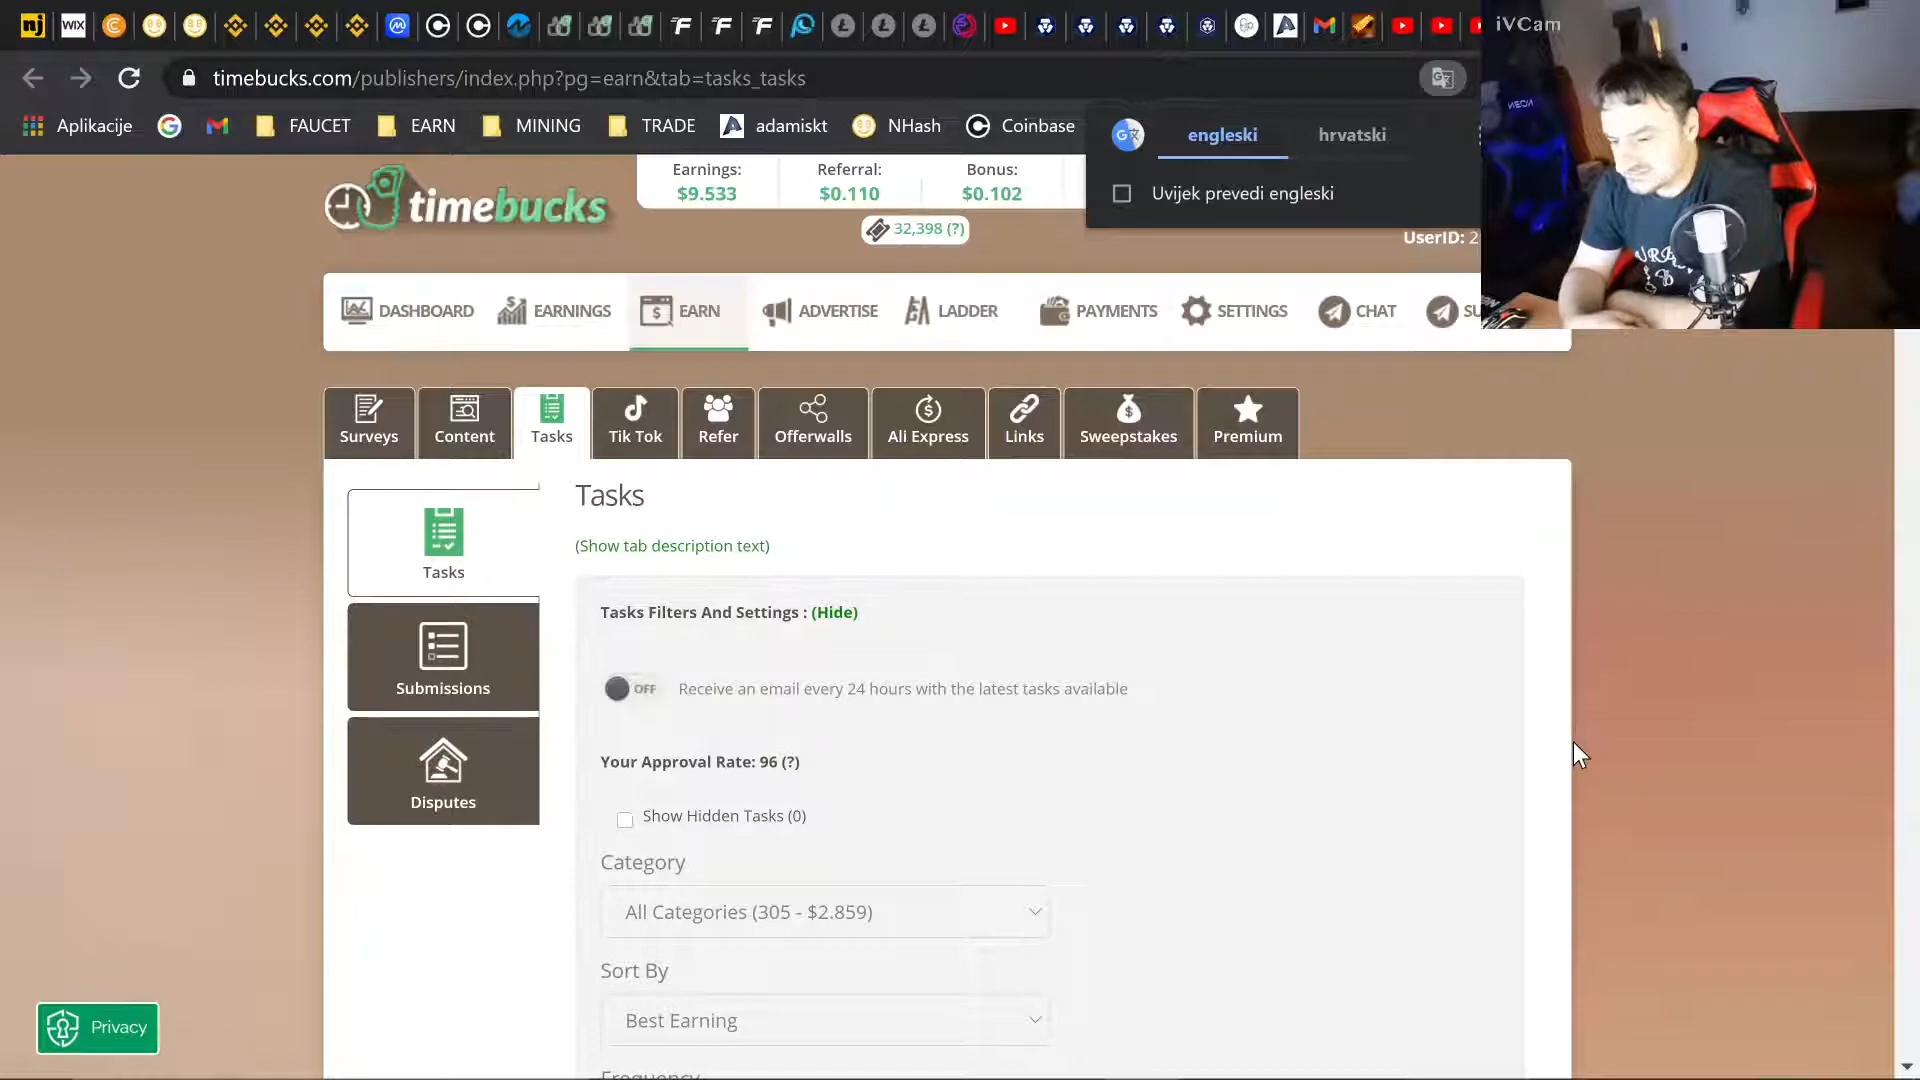 iVCam
timebucks.com/publishers/index.php?pg=earn&tab=tasks_tasks
Aplikacije
FAUCET
EARN
MINING
TRADE
adamiskt
NHash
Coinbase
engleski
hrvatski
Uvijek prevedi engleski
timebucks
Earnings:
$9.533
Referral:
$0.110
Bonus:
$0.102
32,398 (?)
UserID: 2
DASHBOARD
EARNINGS
EARN
ADVERTISE
LADDER
PAYMENTS
SETTINGS
CHAT
SU
Surveys
Content
Tasks
Tik Tok
Refer
Offerwalls
Ali Express
Links
Sweepstakes
Premium
Tasks
Submissions
Disputes
Tasks
(Show tab description text)
Tasks Filters And Settings : (Hide)
OFF
Receive an email every 24 hours with the latest tasks available
Your Approval Rate: 96 (?)
Show Hidden Tasks (0)
Category
All Categories (305 - $2.859)
Sort By
Best Earning
Frequency
Privacy